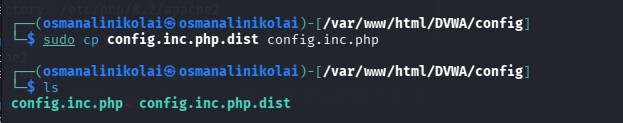 ┌──(osmanalinikolai㉿osmanalinikolai)-[/var/www/html/DVWA/config]
└─$ sudo cp config.inc.php.dist config.inc.php
┌──(osmanalinikolai㉿osmanalinikolai)-[/var/www/html/DVWA/config]
└─$ ls
config.inc.php  config.inc.php.dist